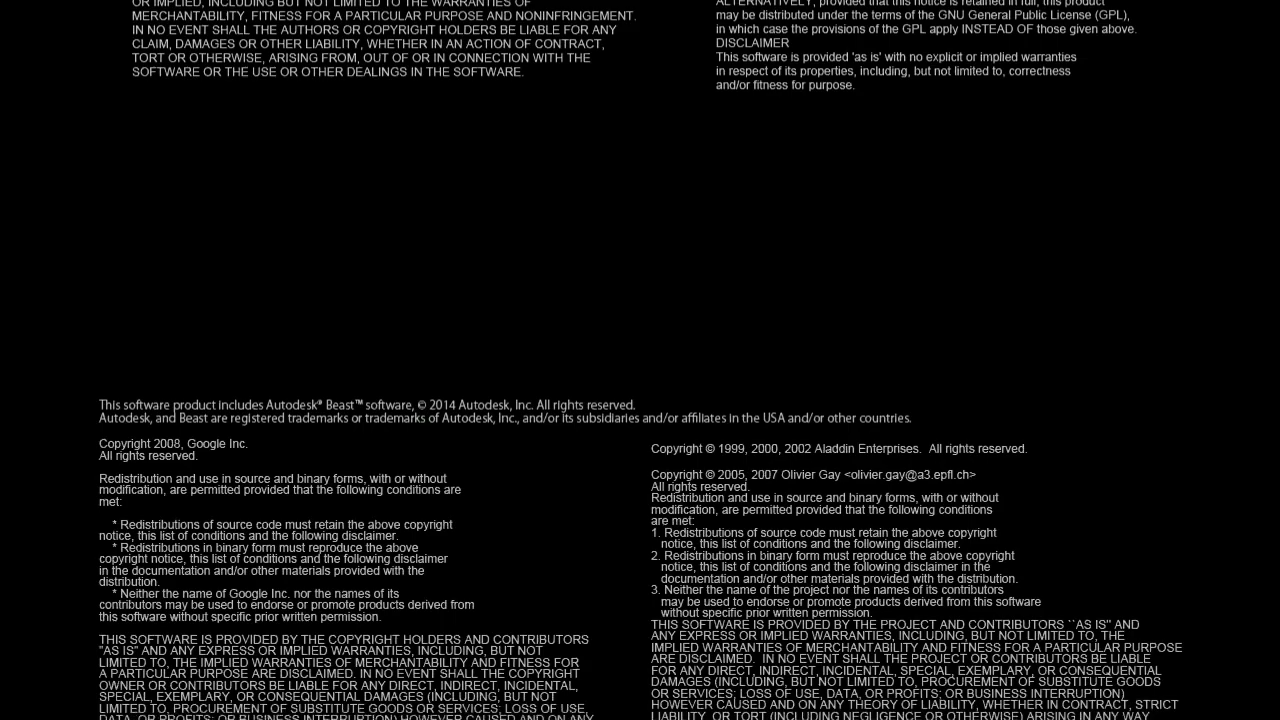 OR IMPLIED, INCLUDING BUT NOT LIMITED TO THE WARRANTIES OF
MERCHANTABILITY, FITNESS FOR A PARTICULAR PURPOSE AND NONINFRINGEMENT.
IN NO EVENT SHALL THE AUTHORS OR COPYRIGHT HOLDERS BE LIABLE FOR ANY
CLAIM, DAMAGES OR OTHER LIABILITY, WHETHER IN AN ACTION OF CONTRACT,
TORT OR OTHERWISE, ARISING FROM, OUT OF OR IN CONNECTION WITH THE
SOFTWARE OR THE USE OR OTHER DEALINGS IN THE SOFTWARE.
ALTERNATIVELY, provided that this notice is retained in full, this product
may be distributed under the terms of the GNU General Public License (GPL),
in which case the provisions of the GPL apply INSTEAD OF those given above.
DISCLAIMER
This software is provided 'as is' with no explicit or implied warranties
in respect of its properties, including, but not limited to, correctness
and/or fitness for purpose.
This software product includes Autodesk® Beast™ software, © 2014 Autodesk, Inc. All rights reserved.
Autodesk, and Beast are registered trademarks or trademarks of Autodesk, Inc., and/or its subsidiaries and/or affiliates in the USA and/or other countries.
Copyright 2008, Google Inc.
All rights reserved.
Redistribution and use in source and binary forms, with or without
modification, are permitted provided that the following conditions are
met:
* Redistributions of source code must retain the above copyright
notice, this list of conditions and the following disclaimer.
* Redistributions in binary form must reproduce the above
copyright notice, this list of conditions and the following disclaimer
in the documentation and/or other materials provided with the
distribution.
* Neither the name of Google Inc. nor the names of its
contributors may be used to endorse or promote products derived from
this software without specific prior written permission.
THIS SOFTWARE IS PROVIDED BY THE COPYRIGHT HOLDERS AND CONTRIBUTORS
"AS IS" AND ANY EXPRESS OR IMPLIED WARRANTIES, INCLUDING, BUT NOT
LIMITED TO, THE IMPLIED WARRANTIES OF MERCHANTABILITY AND FITNESS FOR
A PARTICULAR PURPOSE ARE DISCLAIMED. IN NO EVENT SHALL THE COPYRIGHT
OWNER OR CONTRIBUTORS BE LIABLE FOR ANY DIRECT, INDIRECT, INCIDENTAL,
SPECIAL, EXEMPLARY, OR CONSEQUENTIAL DAMAGES (INCLUDING, BUT NOT
LIMITED TO, PROCUREMENT OF SUBSTITUTE GOODS OR SERVICES; LOSS OF USE,
DATA, OR PROFITS; OR BUSINESS INTERRUPTION) HOWEVER CAUSED AND ON ANY
Copyright © 1999, 2000, 2002 Aladdin Enterprises.  All rights reserved.
Copyright © 2005, 2007 Olivier Gay <olivier.gay@a3.epfl.ch>
All rights reserved.
Redistribution and use in source and binary forms, with or without
modification, are permitted provided that the following conditions
are met:
1. Redistributions of source code must retain the above copyright
notice, this list of conditions and the following disclaimer.
2. Redistributions in binary form must reproduce the above copyright
notice, this list of conditions and the following disclaimer in the
documentation and/or other materials provided with the distribution.
3. Neither the name of the project nor the names of its contributors
may be used to endorse or promote products derived from this software
without specific prior written permission.
THIS SOFTWARE IS PROVIDED BY THE PROJECT AND CONTRIBUTORS ``AS IS'' AND
ANY EXPRESS OR IMPLIED WARRANTIES, INCLUDING, BUT NOT LIMITED TO, THE
IMPLIED WARRANTIES OF MERCHANTABILITY AND FITNESS FOR A PARTICULAR PURPOSE
ARE DISCLAIMED.  IN NO EVENT SHALL THE PROJECT OR CONTRIBUTORS BE LIABLE
FOR ANY DIRECT, INDIRECT, INCIDENTAL, SPECIAL, EXEMPLARY, OR CONSEQUENTIAL
DAMAGES (INCLUDING, BUT NOT LIMITED TO, PROCUREMENT OF SUBSTITUTE GOODS
OR SERVICES; LOSS OF USE, DATA, OR PROFITS; OR BUSINESS INTERRUPTION)
HOWEVER CAUSED AND ON ANY THEORY OF LIABILITY, WHETHER IN CONTRACT, STRICT
LIABILITY, OR TORT (INCLUDING NEGLIGENCE OR OTHERWISE) ARISING IN ANY WAY